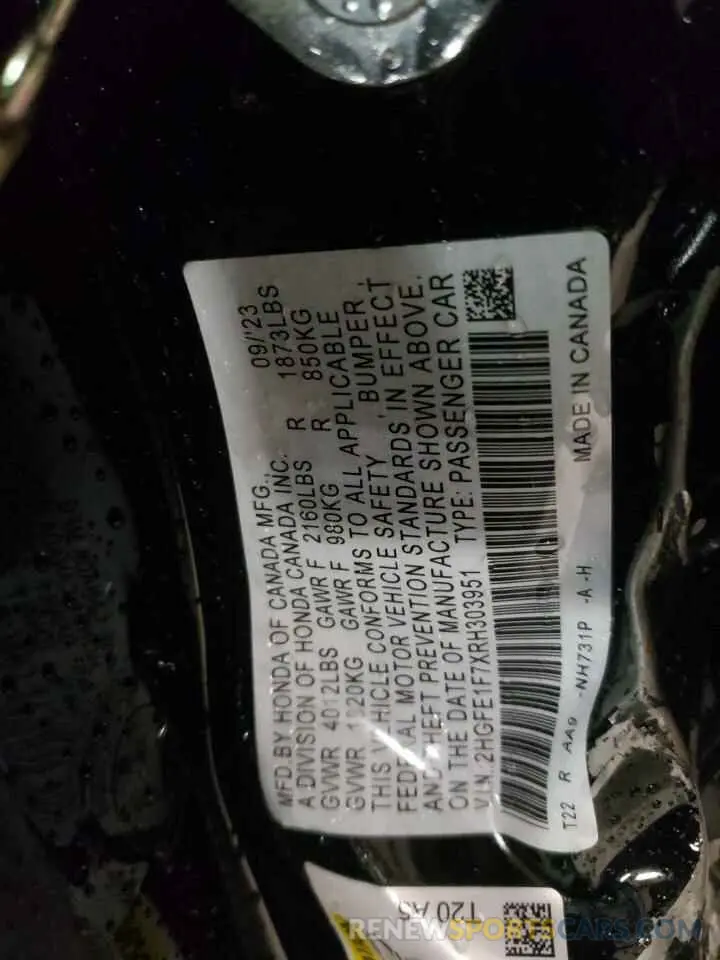 MFD.BY HONDA OF CANADA MFG., 09/'23
A DIVISION OF HONDA CANADA INC.
GVWR 4012LBS GAWR F 2160LBS R 1873LBS
GVWR 1820KG GAWR F 980KG R 850KG
THIS VEHICLE CONFORMS TO ALL APPLICABLE
FEDERAL MOTOR VEHICLE SAFETY , BUMPER ,
AND THEFT PREVENTION STANDARDS IN EFFECT
ON THE DATE OF MANUFACTURE SHOWN ABOVE.
V.I.N. 2HGFE1F7XRH303951 TYPE: PASSENGER CAR
T22 R AA9 -NH731P -A -H MADE IN CANADA
T20 A5
RENEWSPORTSCARS.COM